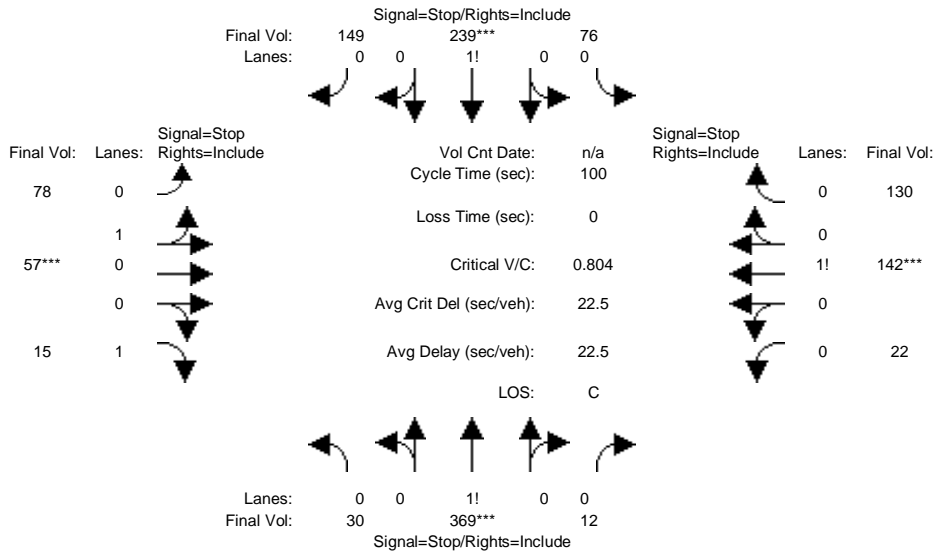 Signal=Stop/Rights=Include
Final Vol: 149 239*** 76
Lanes: 0 0 1! 0 0
Signal=Stop
Final Vol: Lanes: Rights=Include
Vol Cnt Date: n/a
Signal=Stop
Rights=Include Lanes: Final Vol:
Cycle Time (sec): 100
78 0
0 130
Loss Time (sec): 0
1
0
57*** 0
Critical V/C: 0.804
1! 142***
0
Avg Crit Del (sec/veh): 22.5
0
15 1
Avg Delay (sec/veh): 22.5
0 22
LOS: C
Lanes: 0 0 1! 0 0
Final Vol: 30 369*** 12
Signal=Stop/Rights=Include